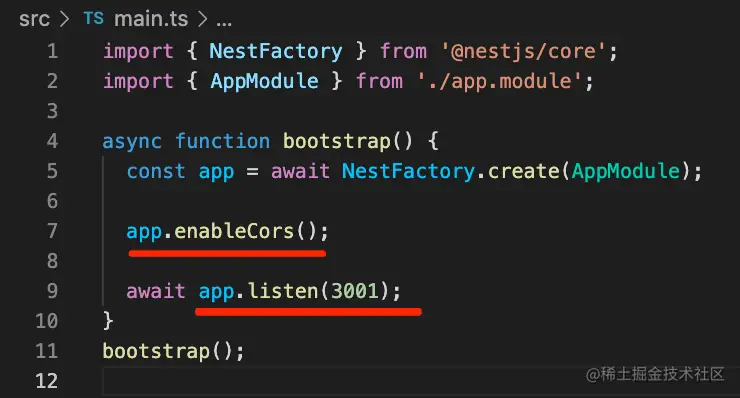 src > TS main.ts > ...
1 import { NestFactory } from '@nestjs/core';
2 import { AppModule } from './app.module';
3
4 async function bootstrap() {
5 const app = await NestFactory.create(AppModule);
6
7 app.enableCors();
8
9 await app.listen(3001);
10 }
11 bootstrap();
12
@稀土掘金技术社区